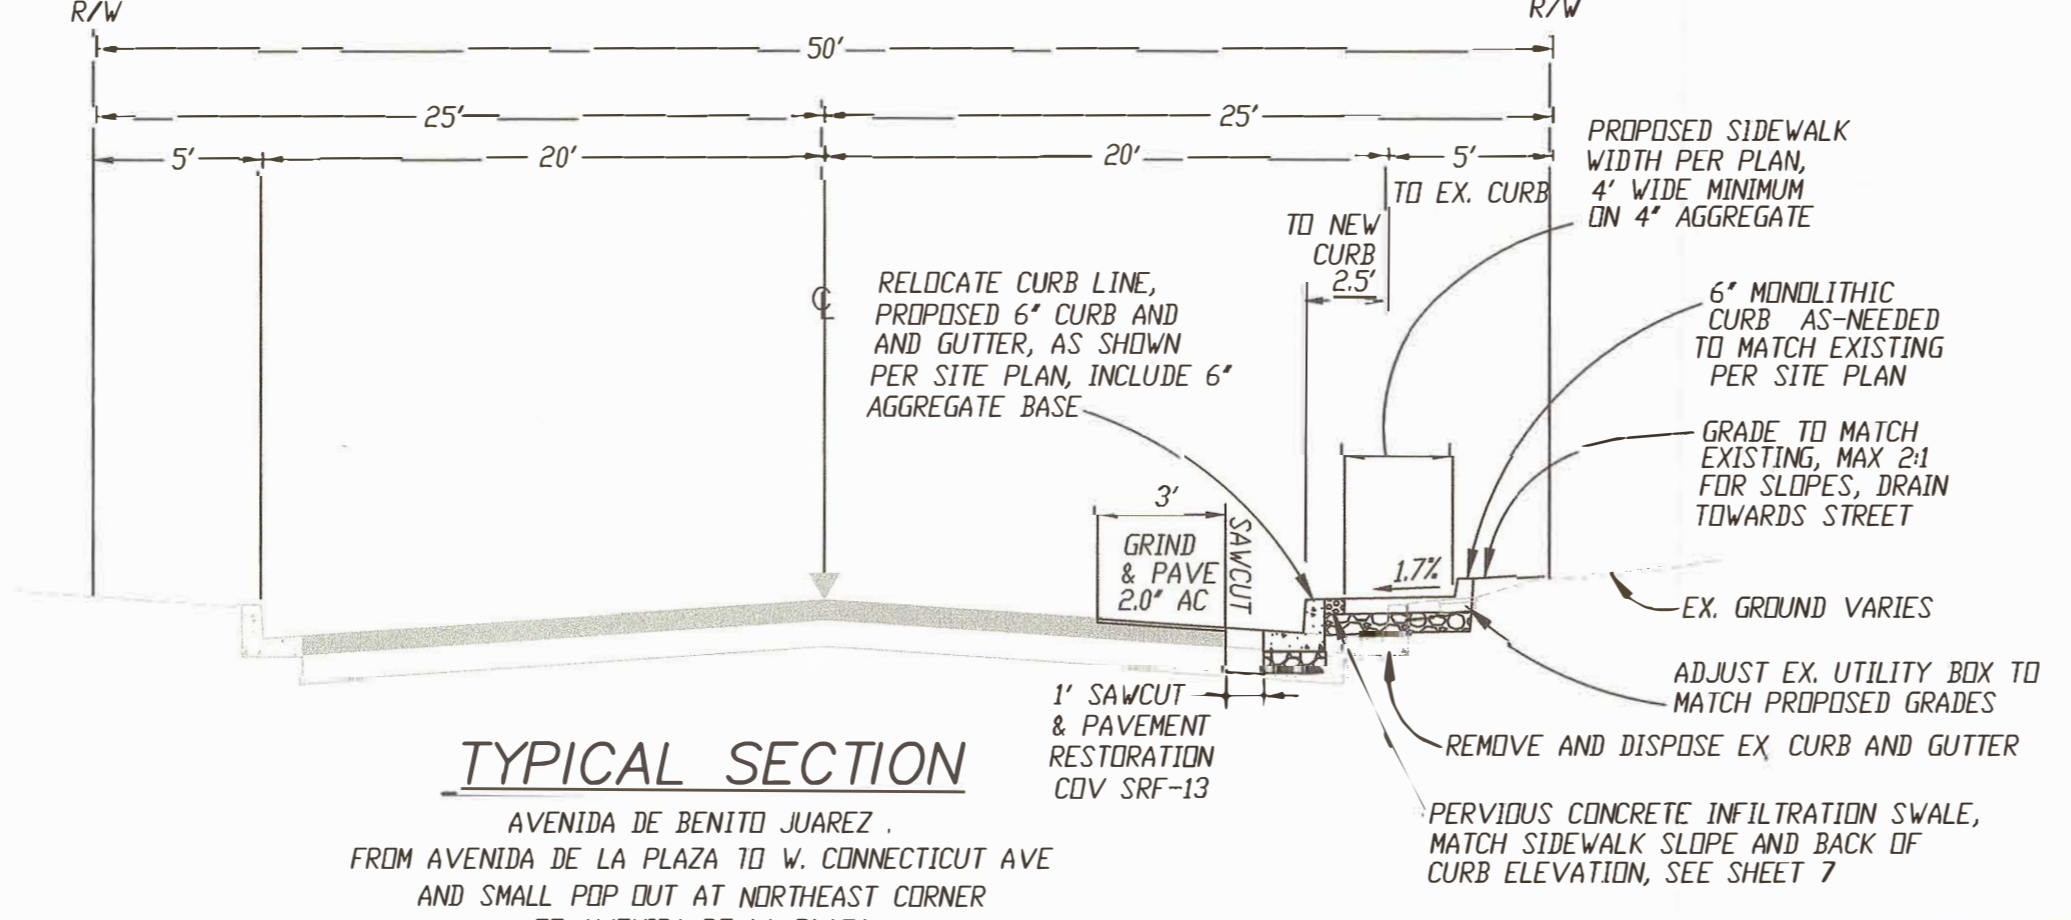 R/W
R/W
50'
25'
25'
5'
20'
20'
5'
TO EX. CURB
TO NEW
CURB
2.5'
PROPOSED SIDEWALK
WIDTH PER PLAN,
4' WIDE MINIMUM
ON 4" AGGREGATE
CL
RELOCATE CURB LINE,
PROPOSED 6" CURB AND
AND GUTTER, AS SHOWN
PER SITE PLAN, INCLUDE 6"
AGGREGATE BASE
6" MONOLITHIC
CURB AS-NEEDED
TO MATCH EXISTING
PER SITE PLAN
GRADE TO MATCH
EXISTING, MAX 2:1
FOR SLOPES, DRAIN
TOWARDS STREET
3'
GRIND
& PAVE
2.0" AC
SAWCUT
1.7%
EX. GROUND VARIES
ADJUST EX. UTILITY BOX TO
MATCH PROPOSED GRADES
1' SAWCUT
& PAVEMENT
RESTORATION
COV SRF-13
REMOVE AND DISPOSE EX CURB AND GUTTER
PERVIOUS CONCRETE INFILTRATION SWALE,
MATCH SIDEWALK SLOPE AND BACK OF
CURB ELEVATION, SEE SHEET 7
TYPICAL SECTION
AVENIDA DE BENITO JUAREZ
FROM AVENIDA DE LA PLAZA TO W. CONNECTICUT AVE
AND SMALL POP OUT AT NORTHEAST CORNER